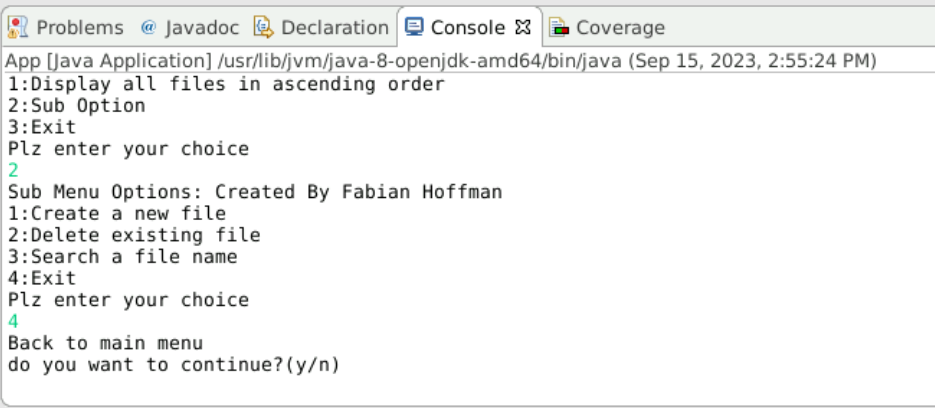 Problems @ Javadoc Declaration Console Coverage
App [Java Application] /usr/lib/jvm/java-8-openjdk-amd64/bin/java (Sep 15, 2023, 2:55:24 PM)
1:Display all files in ascending order
2:Sub Option
3:Exit
Plz enter your choice
2
Sub Menu Options: Created By Fabian Hoffman
1:Create a new file
2:Delete existing file
3:Search a file name
4:Exit
Plz enter your choice
4
Back to main menu
do you want to continue?(y/n)